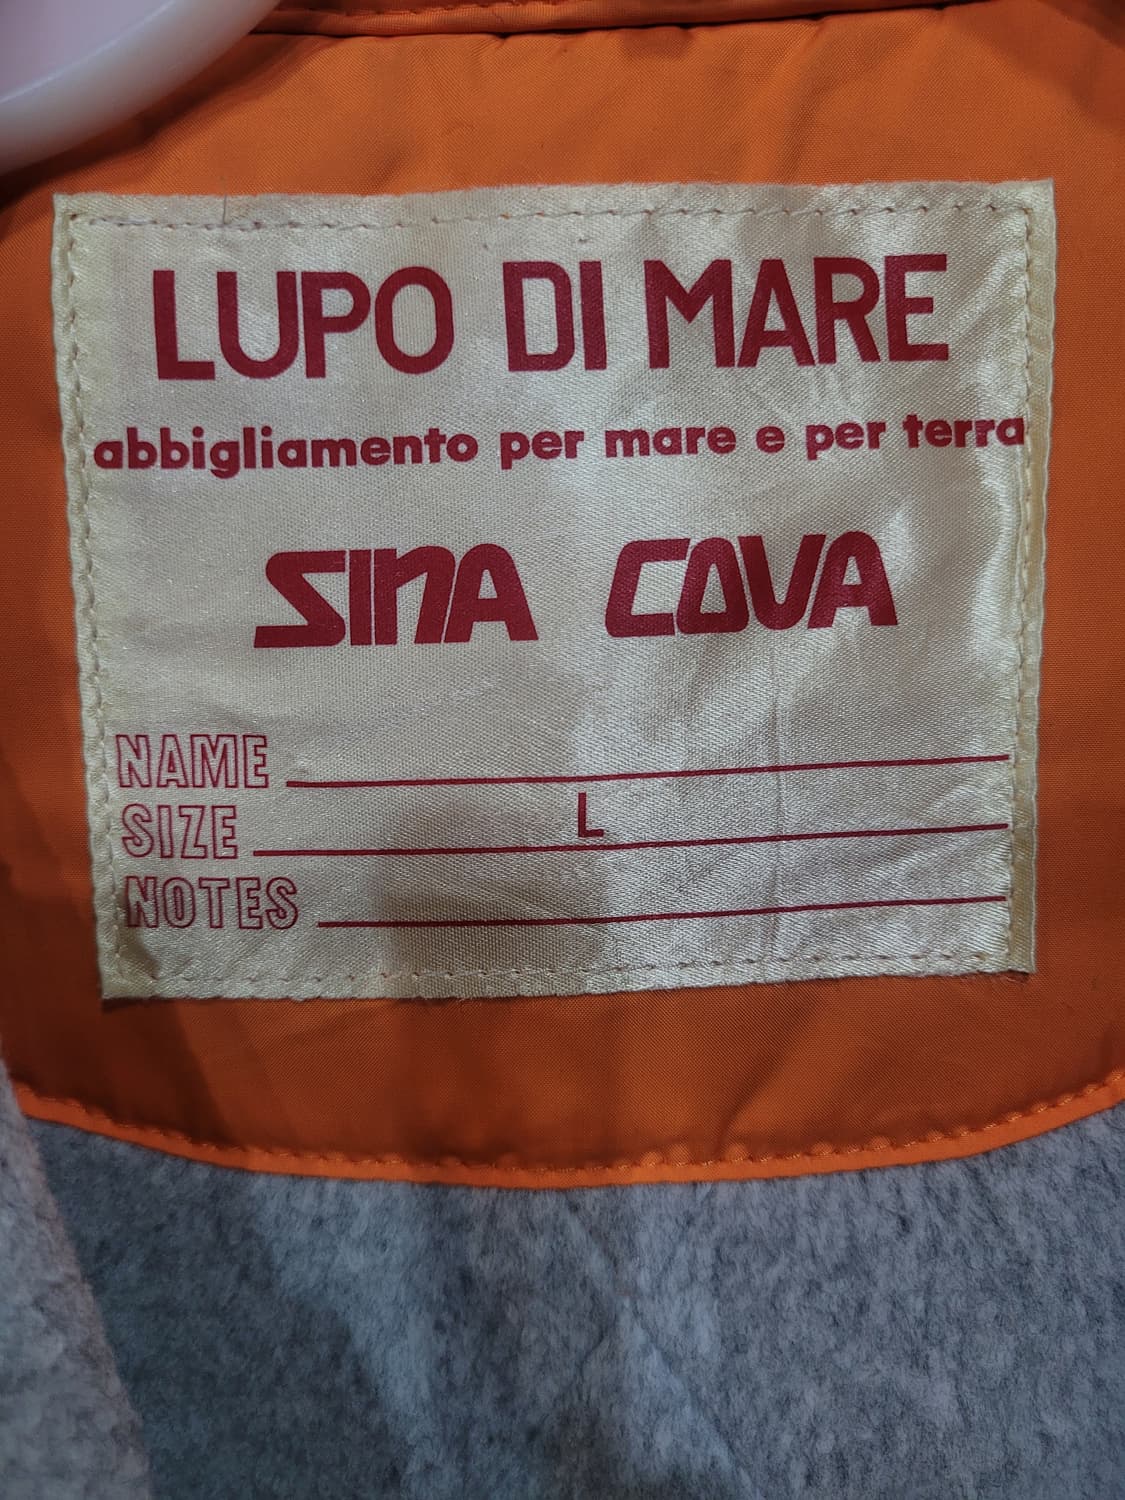 LUPO DI MARE
abbigliamento per mare e per terra
SINA COVA
NAME
SIZE L
NOTES